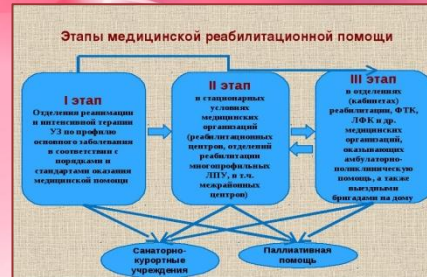 Этапы медицинской реабилитационной помощи
I этап
Отделения реанимации
и интенсивной терапии
УЗ по профилю
основного заболевания
в соответствии с
порядками и
стандартами оказания
медицинской помощи
II этап
в стационарных
условиях
медицинских
организаций
(реабилитационных
центров, отделений
реабилитации
многопрофильных
ЛПУ, в т.ч.
межрайонных
центров)
III этап
в отделениях
(кабинетах)
реабилитации, ФТК,
ЛФК и др.
медицинских
организаций,
оказывающих
амбулаторно-
поликлиническую
помощь, а также
выездными
бригадами на дому
Санаторно-
курортные
учреждения
Паллиативная
помощь